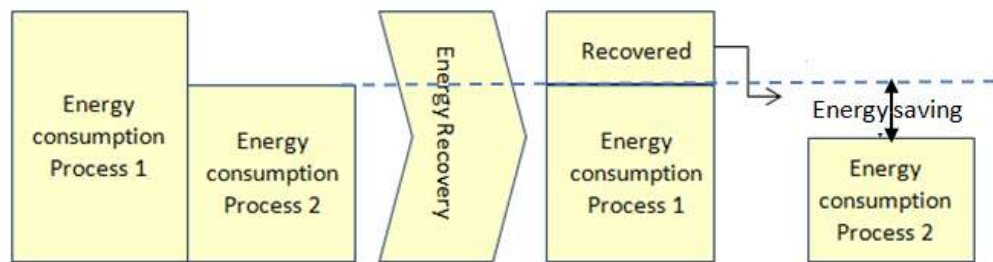 Energy
consumption
Process 1
Energy
consumption
Process 2
Energy Recovery
Recovered
Energy
consumption
Process 1
Energy saving
Energy
consumption
Process 2